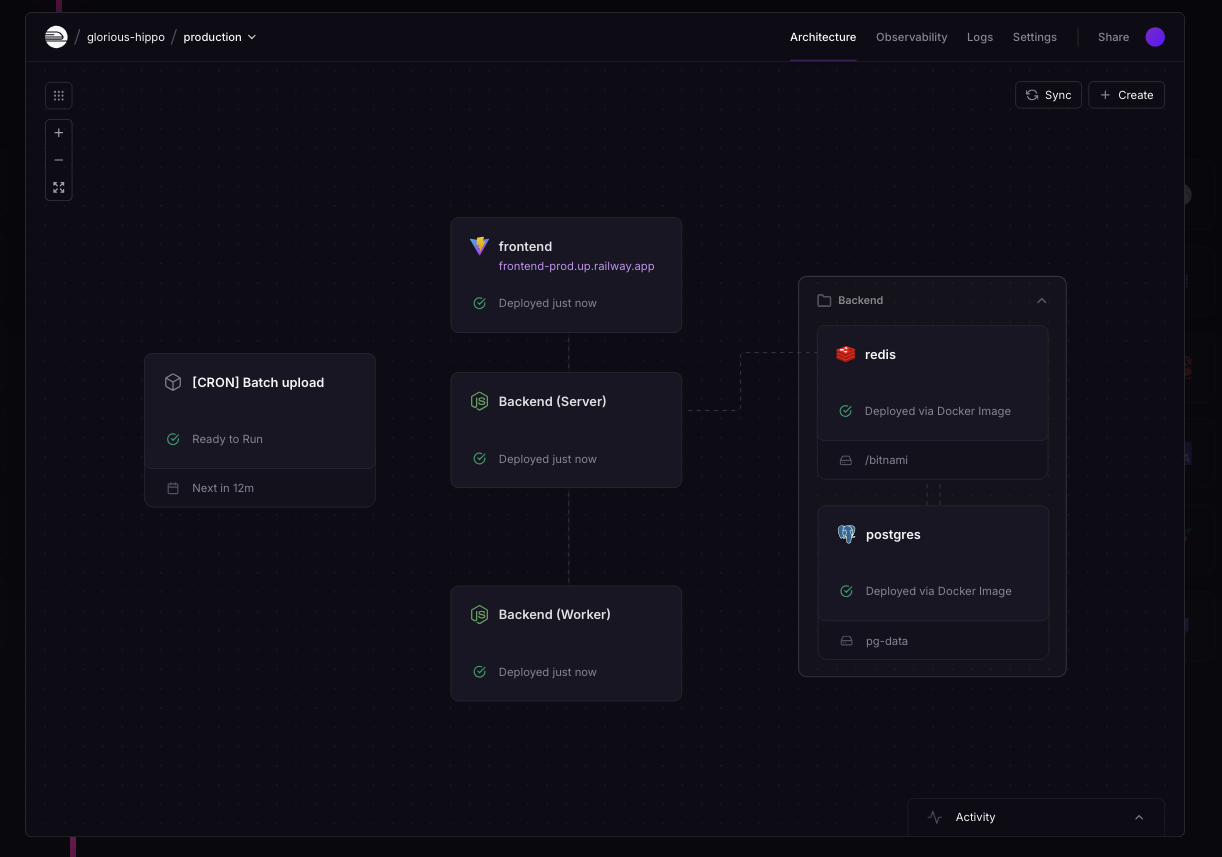 / glorious-hippo / production
Architecture Observability Logs Settings Share
Sync + Create
frontend
frontend-prod.up.railway.app
Deployed just now
Backend
redis
Deployed via Docker Image
/bitnami
[CRON] Batch upload
Ready to Run
Next in 12m
JS Backend (Server)
Deployed just now
postgres
Deployed via Docker Image
pg-data
JS Backend (Worker)
Deployed just now
Activity